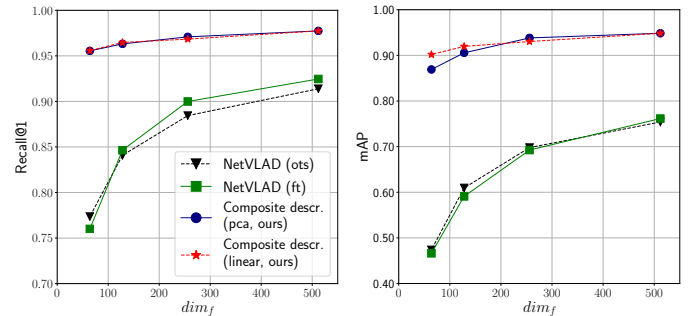 1.00
0.95
0.90
0.85
0.80
0.75
0.70
Recall@1
0
100
200
300
400
500
dim_f
NetVLAD (ots)
NetVLAD (ft)
Composite descr.
(pca, ours)
Composite descr.
(linear, ours)
1.00
0.90
0.80
0.70
0.60
0.50
0.40
mAP
0
100
200
300
400
500
dim_f